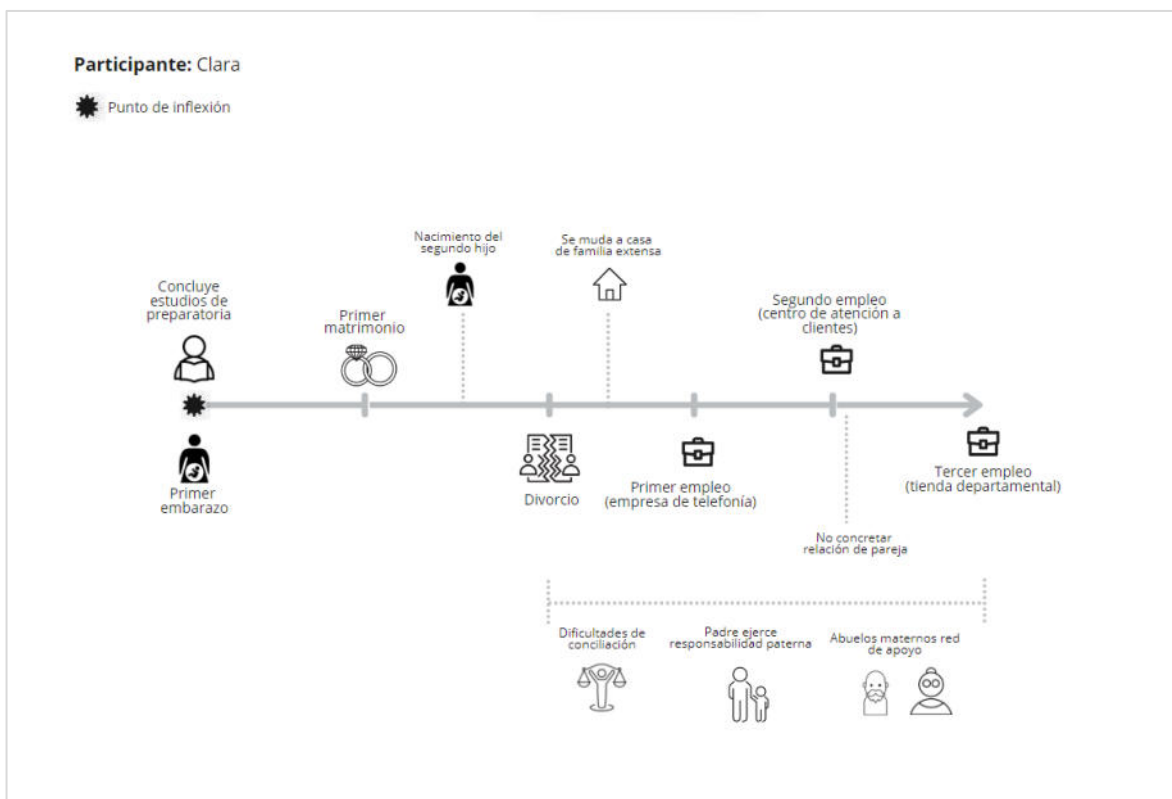 Participante: Clara
Punto de inflexión
Nacimiento del
segundo hijo
Se muda a casa
de familia extensa
Concluye
estudios de
preparatoria
Primer
matrimonio
Segundo empleo
(centro de atención a
clientes)
Primer
embarazo
Divorcio
Primer empleo
(empresa de telefonía)
Tercer empleo
(tienda departamental)
No concretar
relación de pareja
Dificultades de
conciliación
Padre ejerce
responsabilidad paterna
Abuelos maternos red
de apoyo